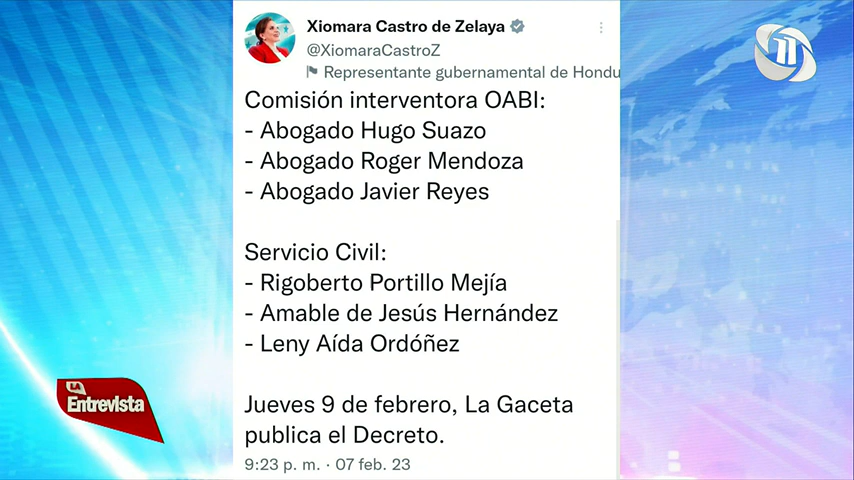 Xiomara Castro de Zelaya
@XiomaraCastroZ
Representante gubernamental de Hondu
Comisión interventora OABI:
- Abogado Hugo Suazo
- Abogado Roger Mendoza
- Abogado Javier Reyes
Servicio Civil:
- Rigoberto Portillo Mejía
- Amable de Jesús Hernández
- Leny Aída Ordóñez
Jueves 9 de febrero, La Gaceta
publica el Decreto.
9:23 p. m. · 07 feb. 23
LA
Entrevista
11